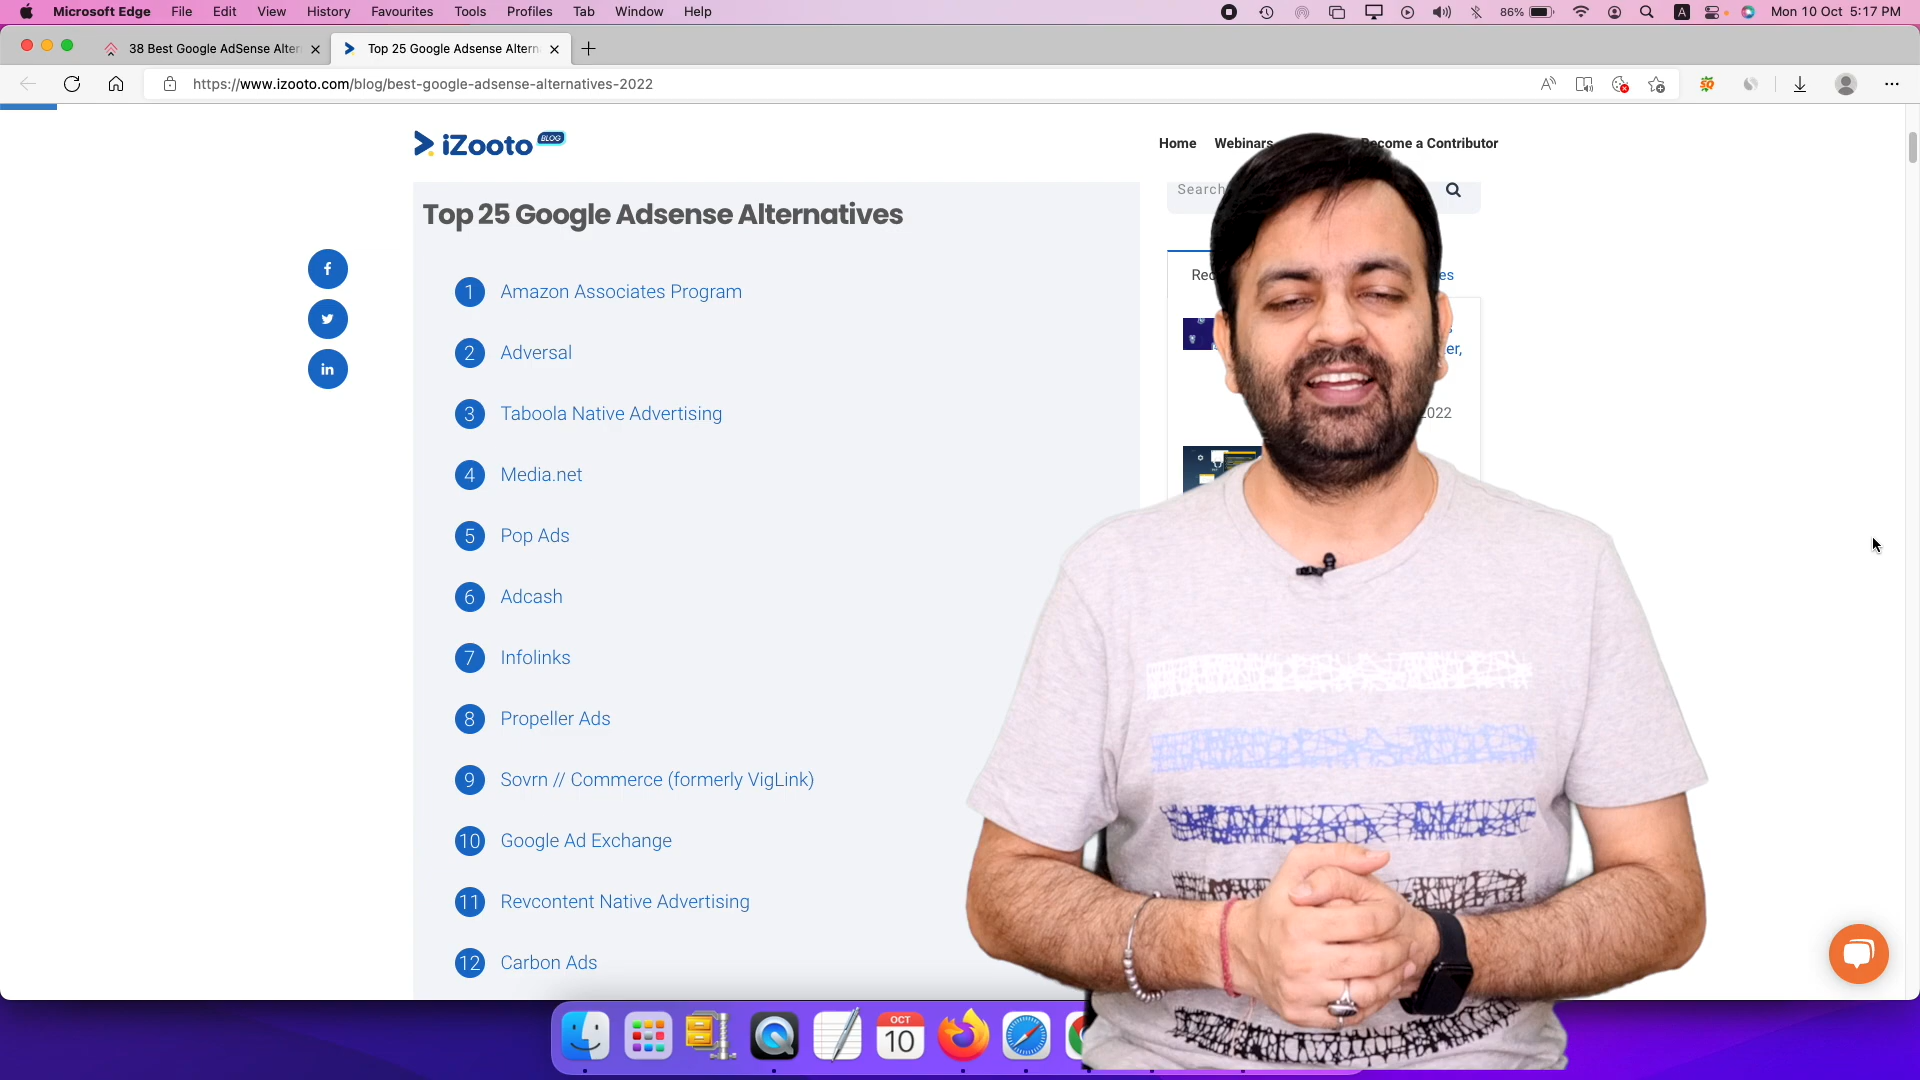 Microsoft Edge File Edit View History Favourites Tools Profiles Tab Window Help
86% A Mon 10 Oct 5:17 PM
38 Best Google AdSense Alter
Top 25 Google Adsense Altern
https://www.izooto.com/blog/best-google-adsense-alternatives-2022
iZooto BLOG
Home Webinars Become a Contributor
Search
Top 25 Google Adsense Alternatives
1 Amazon Associates Program
2 Adversal
3 Taboola Native Advertising
4 Media.net
5 Pop Ads
6 Adcash
7 Infolinks
8 Propeller Ads
9 Sovrn // Commerce (formerly VigLink)
10 Google Ad Exchange
11 Revcontent Native Advertising
12 Carbon Ads
2022
OCT
10